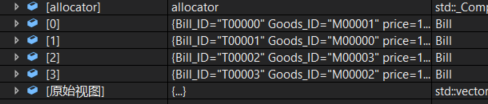 [allocator] allocator std::_Comp
[0] {Bill_ID="T00000" Goods_ID="M00001" price=1... Bill
[1] {Bill_ID="T00001" Goods_ID="M00000" price=1... Bill
[2] {Bill_ID="T00002" Goods_ID="M00003" price=1... Bill
[3] {Bill_ID="T00003" Goods_ID="M00002" price=1... Bill
[原始视图] {...} std::vector